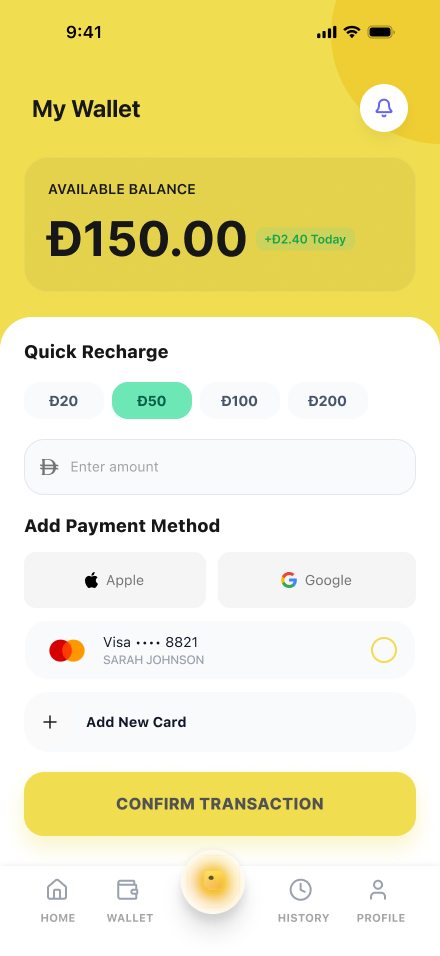 9:41
My Wallet
AVAILABLE BALANCE
Đ150.00 +Đ2.40 Today
Quick Recharge
Đ20 Đ50 Đ100 Đ200
Enter amount
Add Payment Method
Apple Google
Visa •••• 8821
SARAH JOHNSON
Add New Card
CONFIRM TRANSACTION
HOME WALLET HISTORY PROFILE